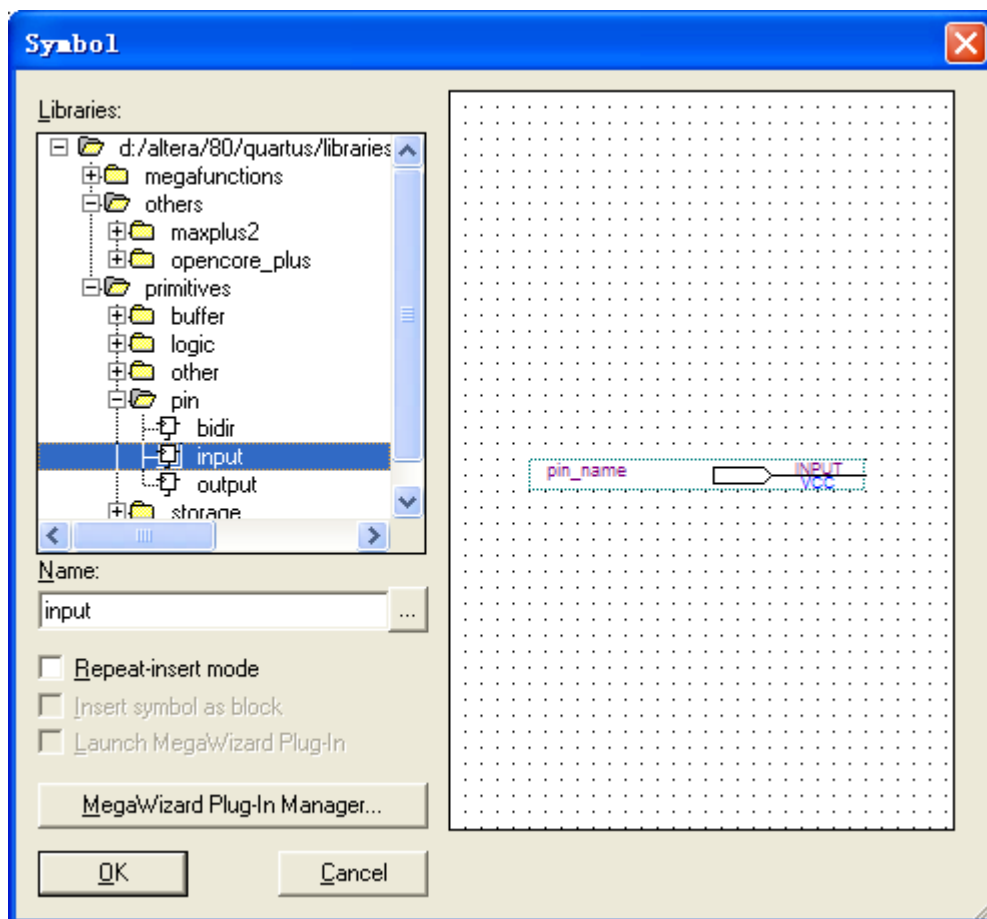 Symbol
Libraries:
d:/altera/80/quartus/libraries
megafunctions
others
maxplus2
opencore_plus
primitives
buffer
logic
other
pin
bidir
input
output
storage
Name:
input
...
Repeat-insert mode
Insert symbol as block
Launch MegaWizard Plug-In
MegaWizard Plug-In Manager...
OK
Cancel
pin_name
INPUT
VCC